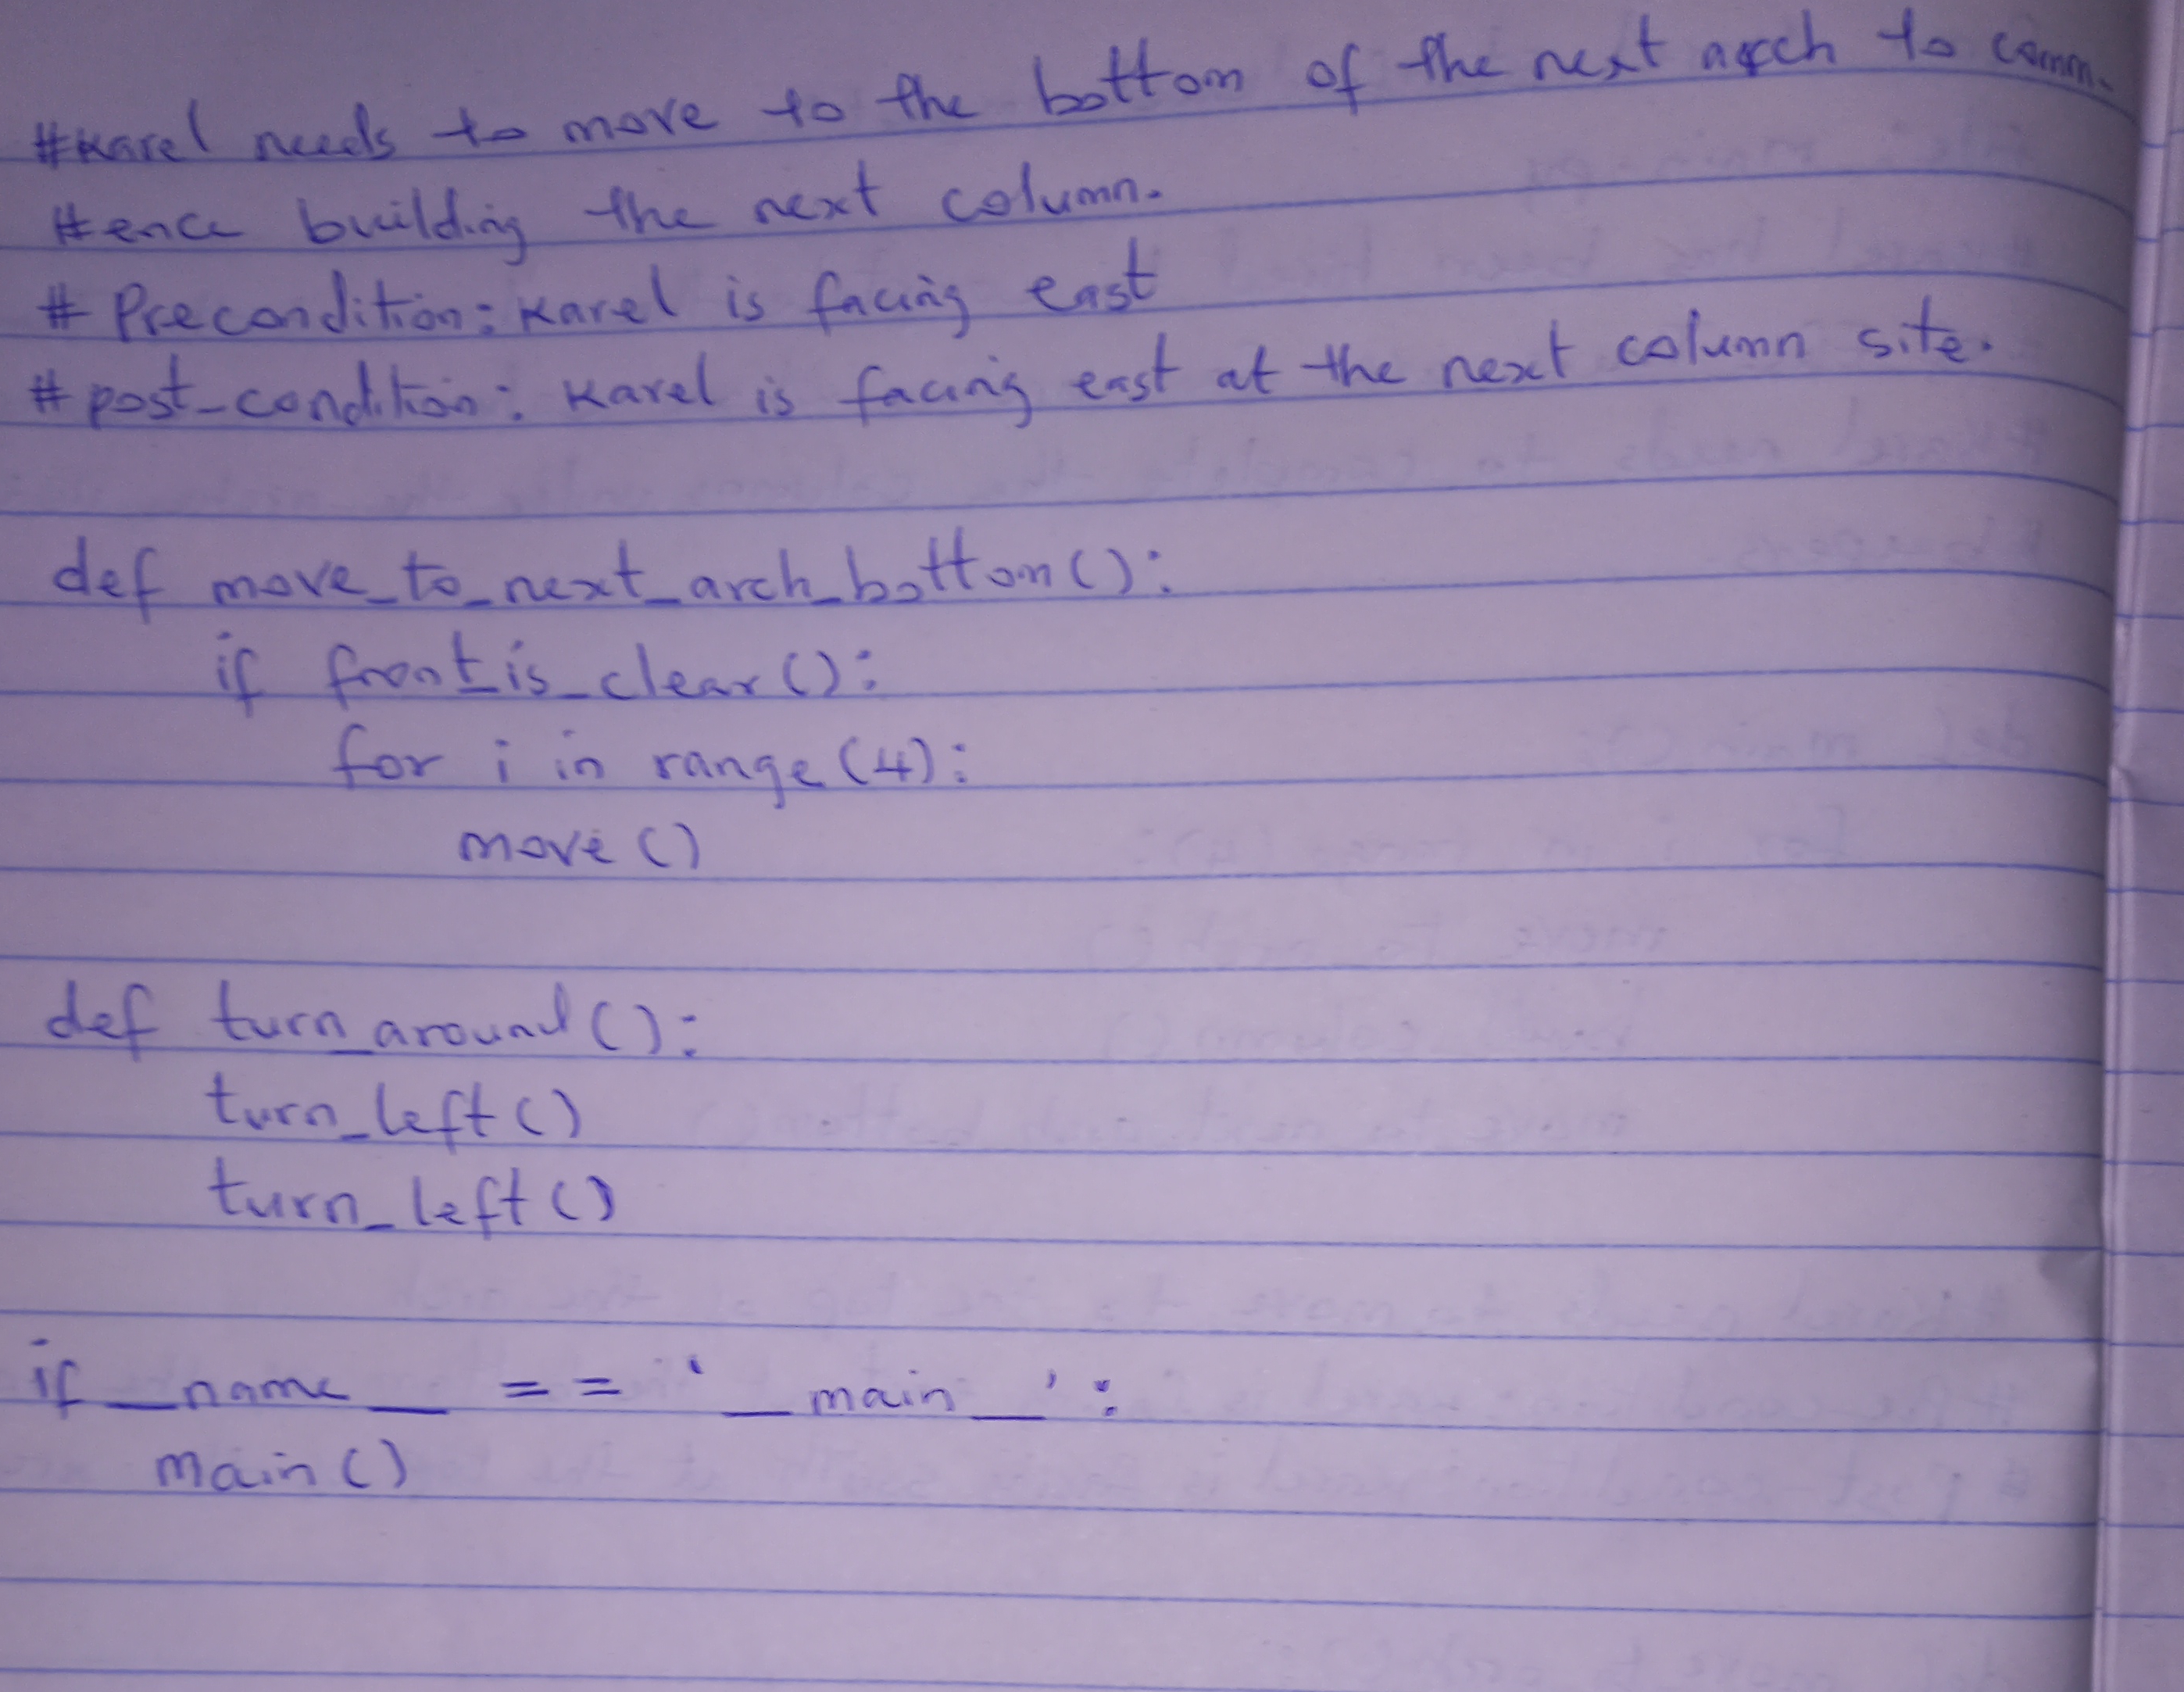 #Karel needs to move to the bottom of the next arch to comm-
#ence building the next column.
# Precondition: Karel is facing east
# post_condition: Karel is facing east at the next column site.
def move_to_next_arch_bottom():
if front_is_clear():
for i in range(4):
move()
def turn_around():
turn_left()
turn_left()
if __name__ == '__main__':
main()